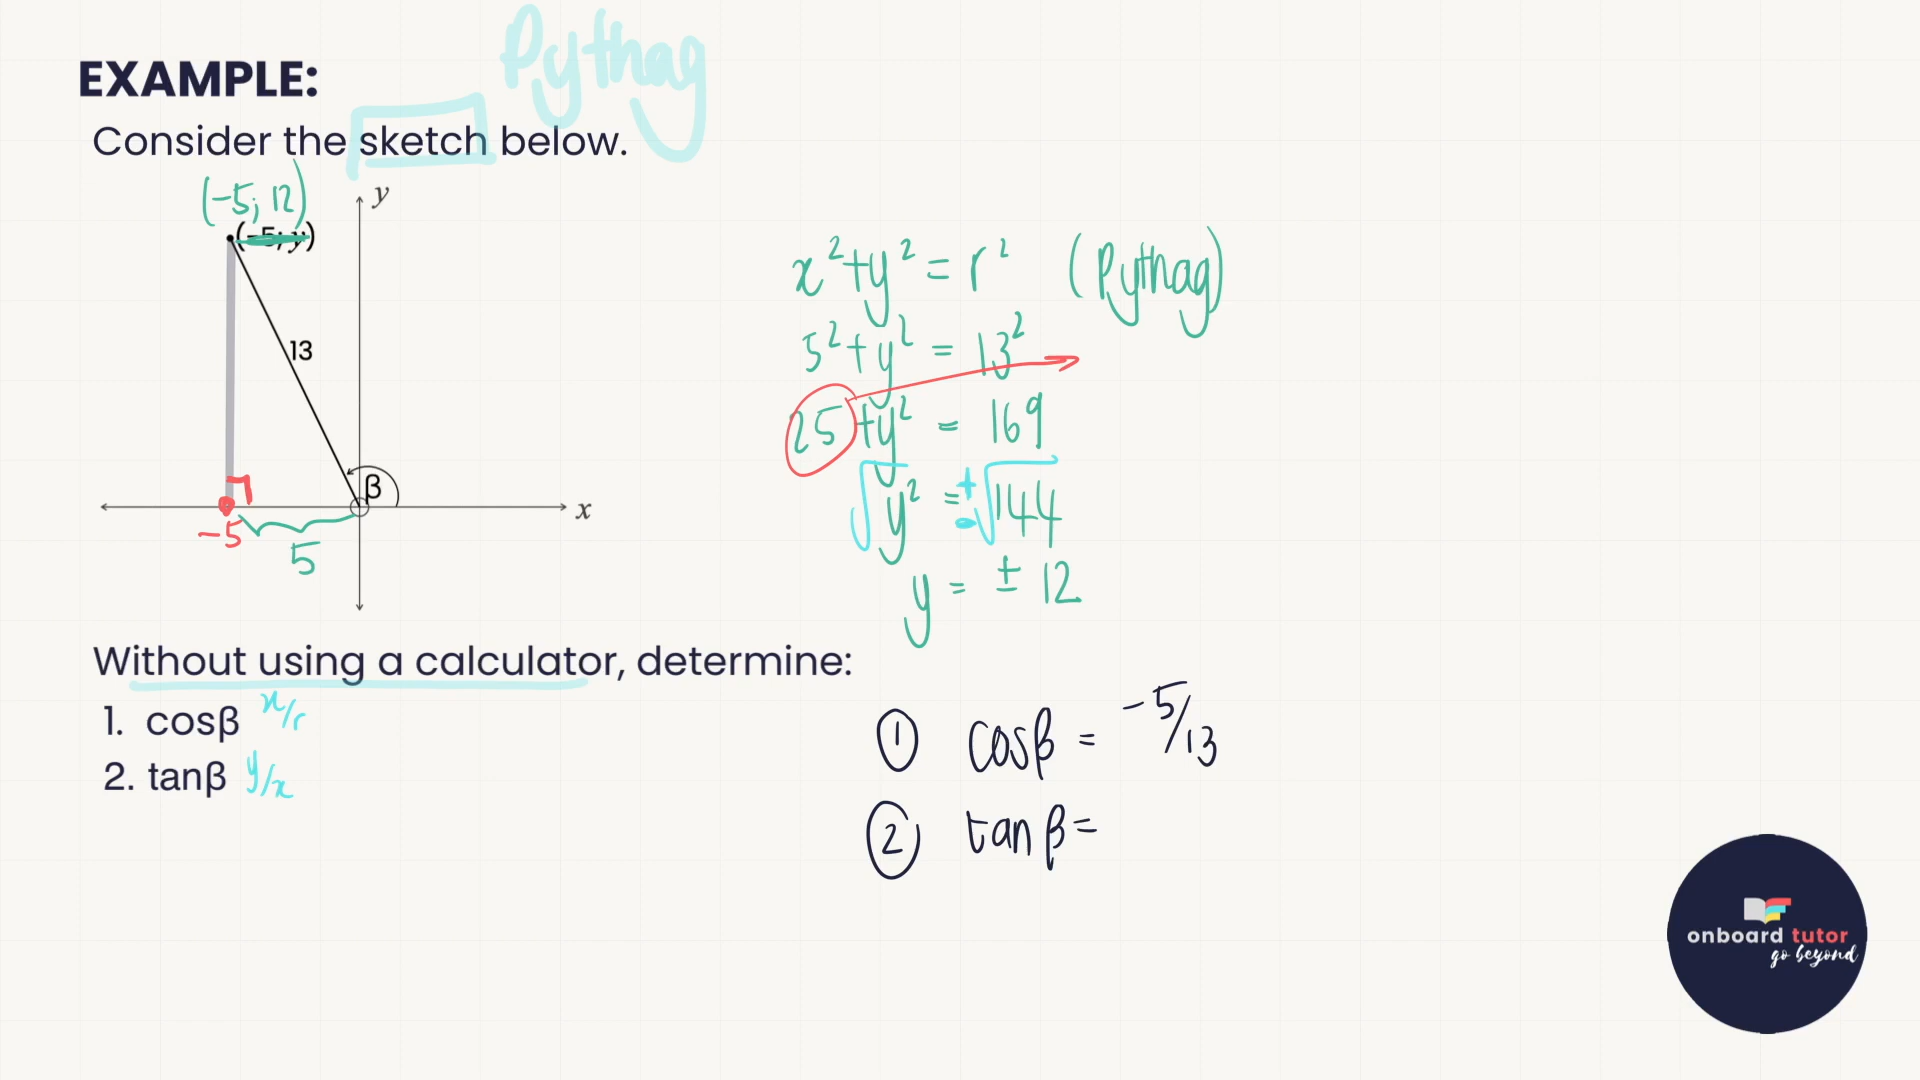 Pythag
EXAMPLE:
Consider the sketch below.
(-5; 12)
y
(-5; y)
13
β
x
-5
5
x²+y² = r² (Pythag)
5²+y² = 13²
25+y² = 169
√y² = ±√144
y = ± 12
Without using a calculator, determine:
1. cosβ x/r
2. tanβ y/x
① cosβ = -5/13
② tanβ =
onboard tutor
go beyond